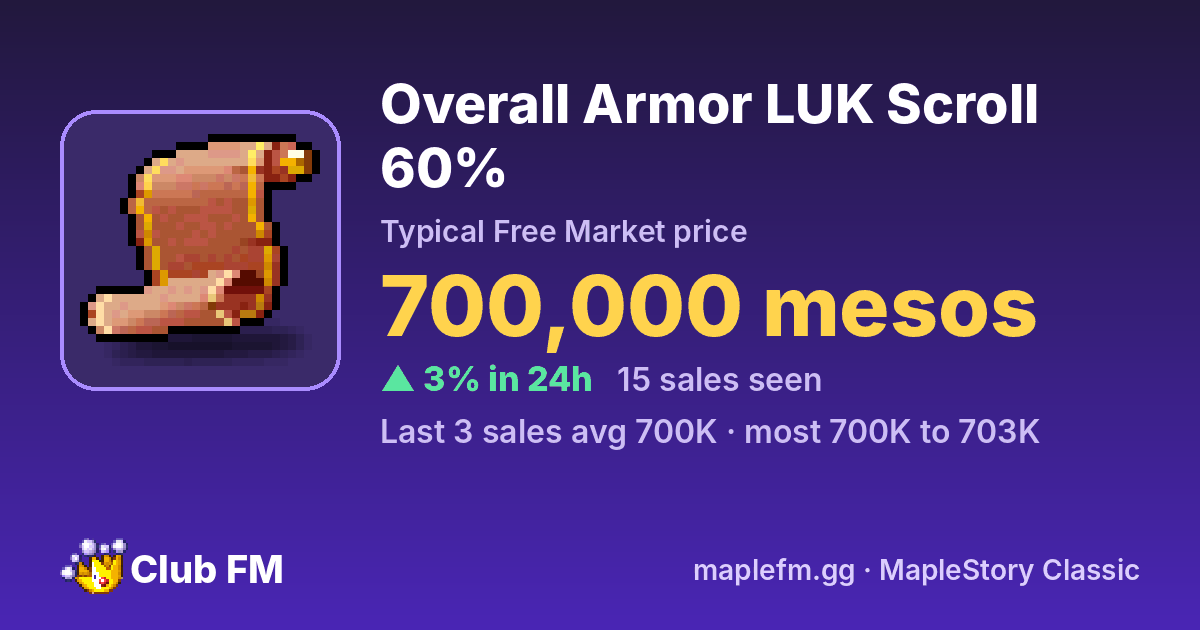 Overall Armor LUK Scroll
60%
Typical Free Market price
700,000 mesos
▲ 3% in 24h 15 sales seen
Last 3 sales avg 700K · most 700K to 703K
Club FM
maplefm.gg · MapleStory Classic